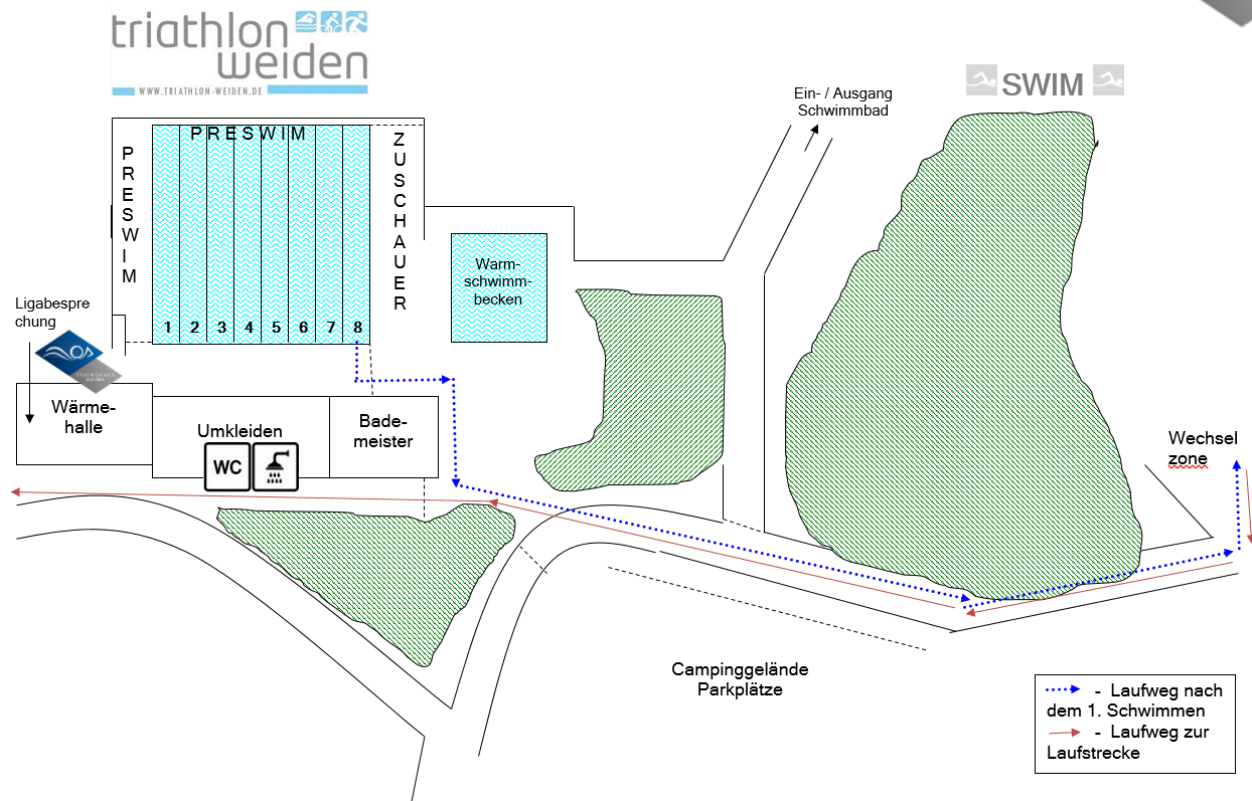 triathlon
weiden
WWW.TRIATHLON-WEIDEN.DE
SWIM
Ein- / Ausgang
Schwimmbad
PRESWIM
PRESWIM
ZUSCHAUER
Warm-
schwimm-
becken
Ligabespre
chung
1 2 3 4 5 6 7 8
Wärme-
halle
Umkleiden
WC
Bade-
meister
Wechsel
zone
Campinggelände
Parkplätze
- Laufweg nach
dem 1. Schwimmen
- Laufweg zur
Laufstrecke